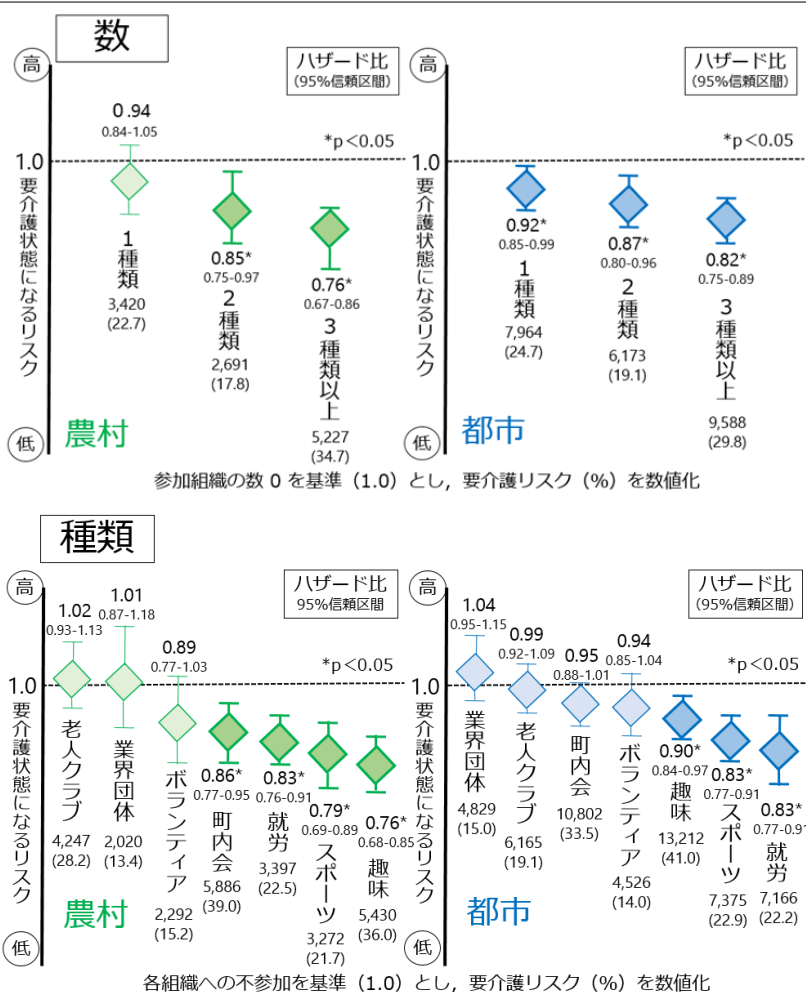 数
高
ハザード比
(95%信頼区間)
*p<0.05
1.0
要介護状態になるリスク
低
0.94
0.84-1.05
1種類
3,420
(22.7)
0.85*
0.75-0.97
2種類
2,691
(17.8)
0.76*
0.67-0.86
3種類以上
5,227
(34.7)
農村
高
ハザード比
(95%信頼区間)
*p<0.05
1.0
要介護状態になるリスク
低
0.92*
0.85-0.99
1種類
7,964
(24.7)
0.87*
0.80-0.96
2種類
6,173
(19.1)
0.82*
0.75-0.89
3種類以上
9,588
(29.8)
都市
参加組織の数 0 を基準（1.0）とし，要介護リスク（%）を数値化
種類
高
ハザード比
95%信頼区間
*p<0.05
1.0
要介護状態になるリスク
低
1.02
0.93-1.13
老人クラブ
4,247
(28.2)
1.01
0.87-1.18
業界団体
2,020
(13.4)
0.89
0.77-1.03
ボランティア
2,292
(15.2)
0.86*
0.77-0.95
町内会
5,886
(39.0)
0.83*
0.76-0.91
就労
3,397
(22.5)
0.79*
0.69-0.89
スポーツ
3,272
(21.7)
0.76*
0.68-0.85
趣味
5,430
(36.0)
農村
高
ハザード比
(95%信頼区間)
*p<0.05
1.0
要介護状態になるリスク
低
1.04
0.95-1.15
業界団体
4,829
(15.0)
0.99
0.92-1.09
老人クラブ
6,165
(19.1)
0.95
0.88-1.01
町内会
10,802
(33.5)
0.94
0.85-1.04
ボランティア
4,526
(14.0)
0.90*
0.84-0.97
趣味
13,212
(41.0)
0.83*
0.77-0.91
スポーツ
7,375
(22.9)
0.83*
0.77-0.91
就労
7,166
(22.2)
都市
各組織への不参加を基準（1.0）とし，要介護リスク（%）を数値化